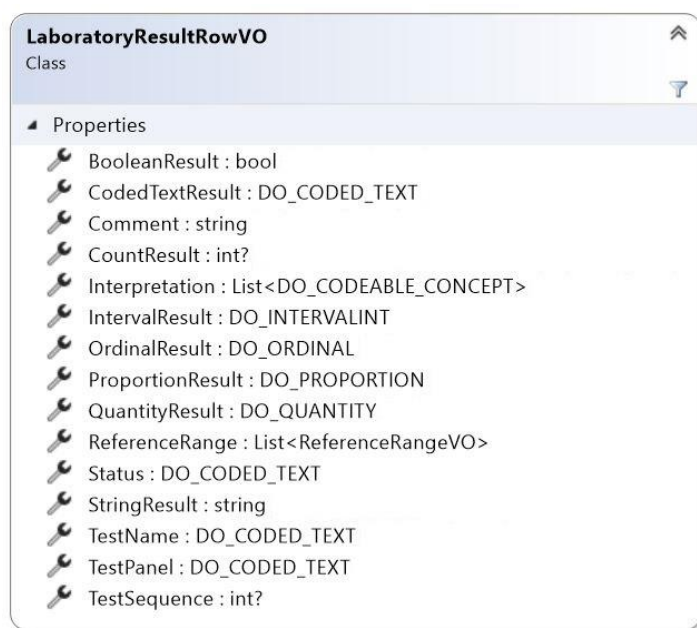 LaboratoryResultRowVO
Class
Properties
BooleanResult : bool
CodedTextResult : DO_CODED_TEXT
Comment : string
CountResult : int?
Interpretation : List<DO_CODEABLE_CONCEPT>
IntervalResult : DO_INTERVALINT
OrdinalResult : DO_ORDINAL
ProportionResult : DO_PROPORTION
QuantityResult : DO_QUANTITY
ReferenceRange : List<ReferenceRangeVO>
Status : DO_CODED_TEXT
StringResult : string
TestName : DO_CODED_TEXT
TestPanel : DO_CODED_TEXT
TestSequence : int?